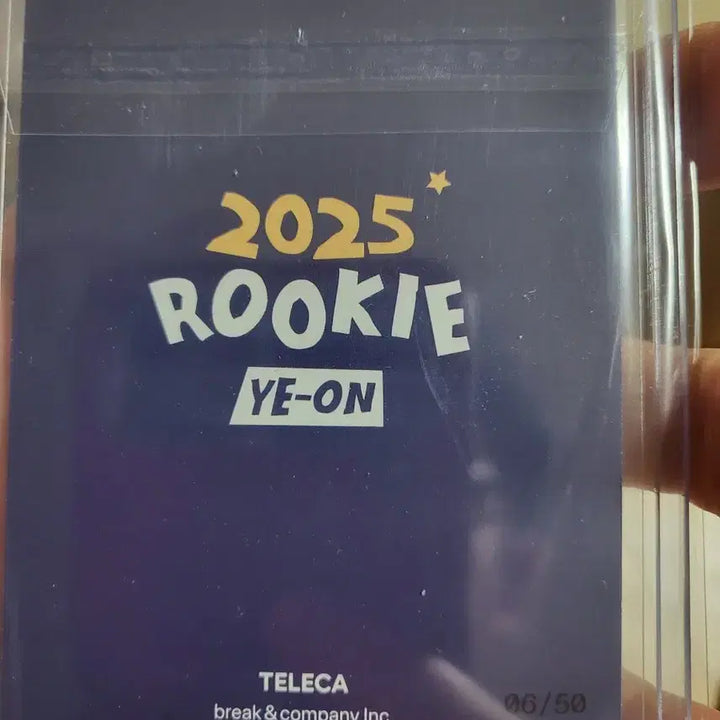 2025
ROOKIE
YE-ON
TELECA
break & company Inc
06/50